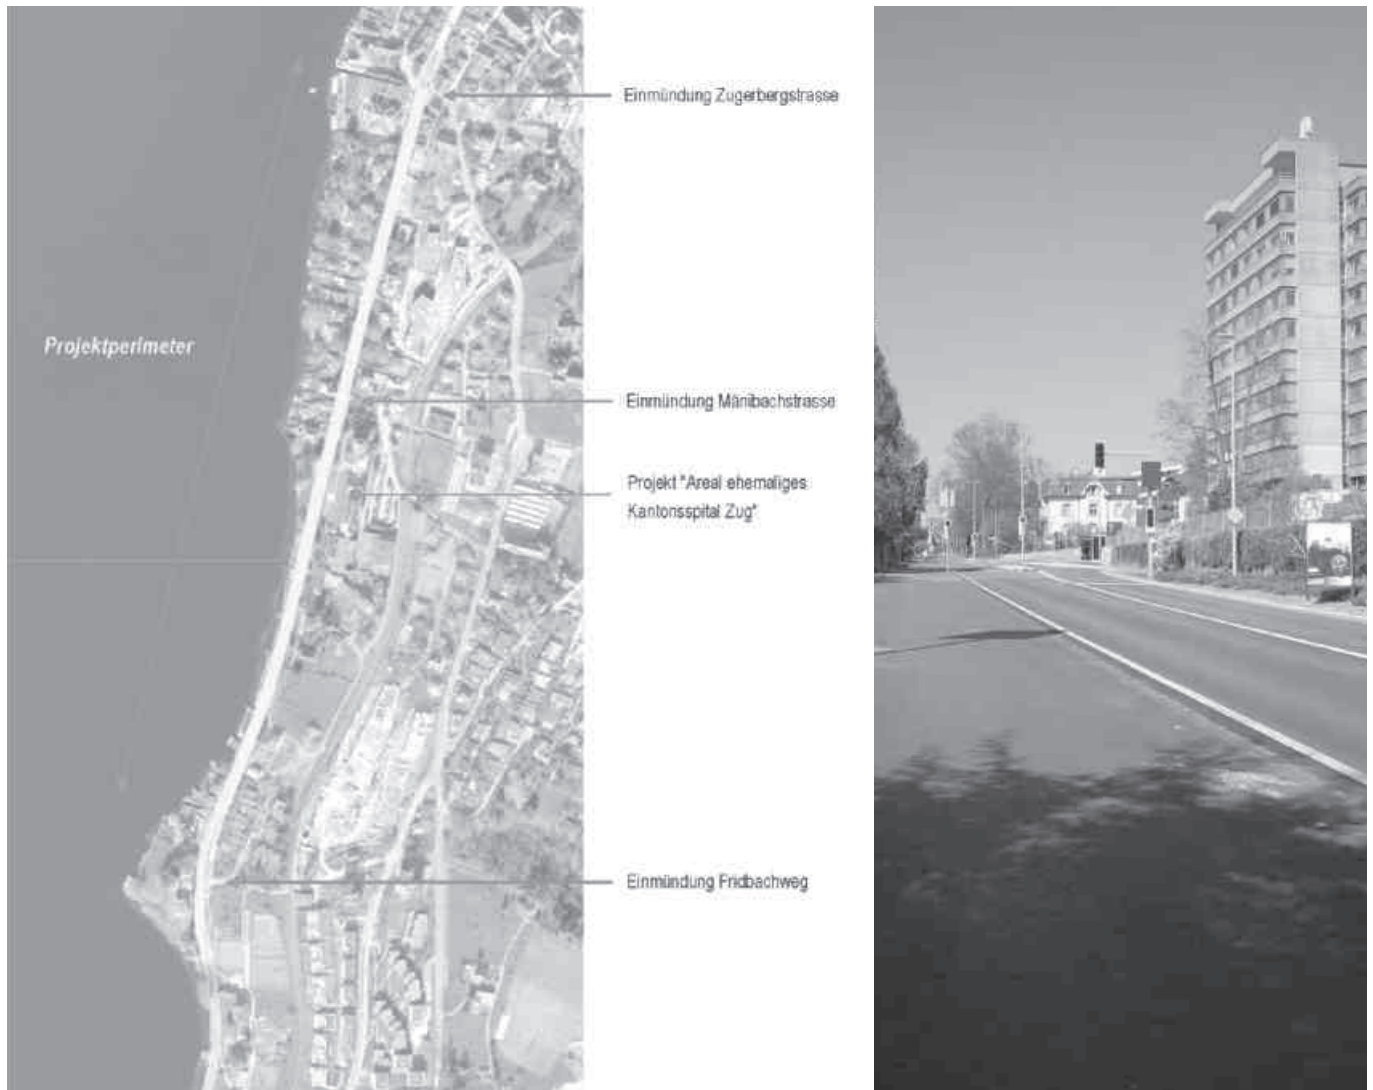 Einmündung Zugerbergstrasse
Projektperimeter
Einmündung Mänibachstrasse
Projekt "Areal ehemaliges
Kantonsspital Zug"
Einmündung Fridbachweg